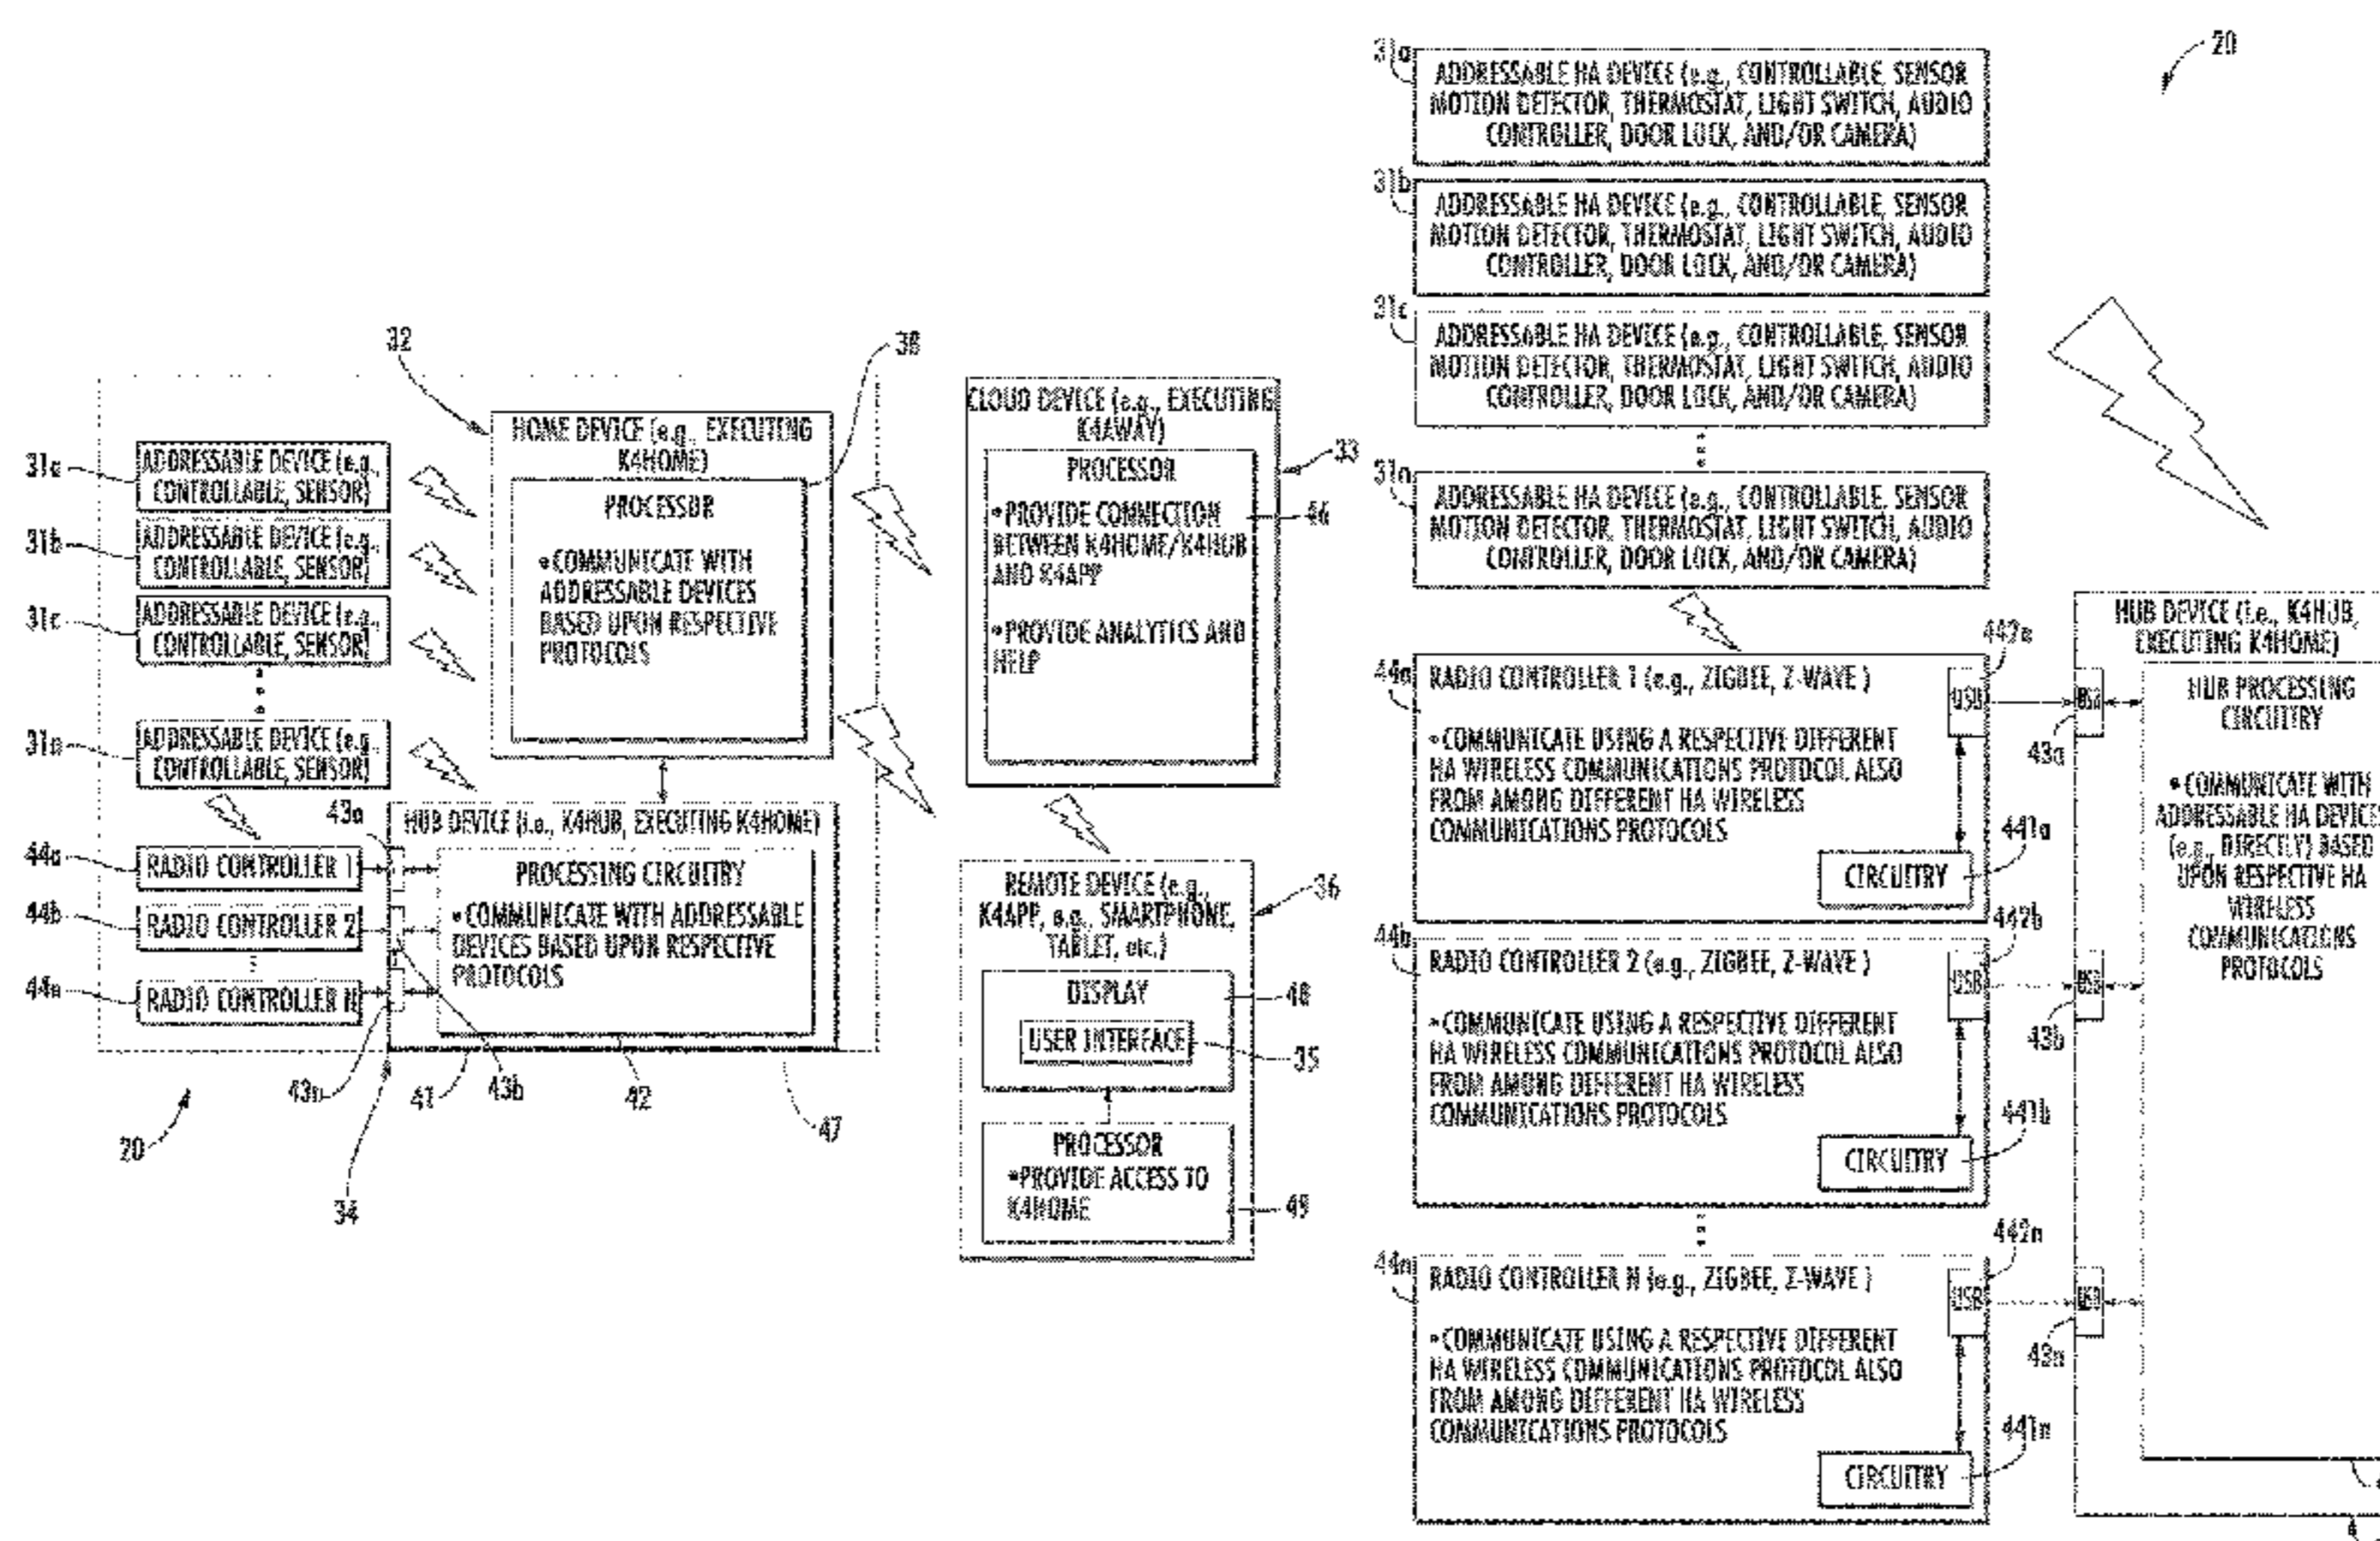 32
38
HOME DEVICE (e.g., EXECUTING
K4HOME)
PROCESSOR
•COMMUNICATE WITH
ADDRESSABLE DEVICES
BASED UPON RESPECTIVE
PROTOCOLS
31a
ADDRESSABLE DEVICE (e.g.,
CONTROLLABLE, SENSOR)
31b
ADDRESSABLE DEVICE (e.g.,
CONTROLLABLE, SENSOR)
31c
ADDRESSABLE DEVICE (e.g.,
CONTROLLABLE, SENSOR)
31n
ADDRESSABLE DEVICE (e.g.,
CONTROLLABLE, SENSOR)
43a
HUB DEVICE (i.e., K4HUB, EXECUTING K4HOME)
44a
RADIO CONTROLLER 1
44b
RADIO CONTROLLER 2
44n
RADIO CONTROLLER N
PROCESSING CIRCUITRY
•COMMUNICATE WITH ADDRESSABLE
DEVICES BASED UPON RESPECTIVE
PROTOCOLS
43n
41
43b
42
47
20
34
CLOUD DEVICE (e.g., EXECUTING
K4AWAY)
33
PROCESSOR
•PROVIDE CONNECTION
BETWEEN K4HOME/K4HUB
AND K4APP
•PROVIDE ANALYTICS AND
HELP
46
REMOTE DEVICE (e.g.,
K4APP, e.g., SMARTPHONE,
TABLET, etc.)
36
DISPLAY
48
USER INTERFACE
35
PROCESSOR
•PROVIDE ACCESS TO
K4HOME
49
20
31a
ADDRESSABLE HA DEVICE (e.g., CONTROLLABLE, SENSOR
MOTION DETECTOR, THERMOSTAT, LIGHT SWITCH, AUDIO
CONTROLLER, DOOR LOCK, AND/OR CAMERA)
31b
ADDRESSABLE HA DEVICE (e.g., CONTROLLABLE, SENSOR
MOTION DETECTOR, THERMOSTAT, LIGHT SWITCH, AUDIO
CONTROLLER, DOOR LOCK, AND/OR CAMERA)
31c
ADDRESSABLE HA DEVICE (e.g., CONTROLLABLE, SENSOR
MOTION DETECTOR, THERMOSTAT, LIGHT SWITCH, AUDIO
CONTROLLER, DOOR LOCK, AND/OR CAMERA)
31n
ADDRESSABLE HA DEVICE (e.g., CONTROLLABLE, SENSOR
MOTION DETECTOR, THERMOSTAT, LIGHT SWITCH, AUDIO
CONTROLLER, DOOR LOCK, AND/OR CAMERA)
44a
RADIO CONTROLLER 1 (e.g., ZIGBEE, Z-WAVE )
•COMMUNICATE USING A RESPECTIVE DIFFERENT
HA WIRELESS COMMUNICATIONS PROTOCOL ALSO
FROM AMONG DIFFERENT HA WIRELESS
COMMUNICATIONS PROTOCOLS
442a
USB
441a
CIRCUITRY
44b
RADIO CONTROLLER 2 (e.g., ZIGBEE, Z-WAVE )
•COMMUNICATE USING A RESPECTIVE DIFFERENT
HA WIRELESS COMMUNICATIONS PROTOCOL ALSO
FROM AMONG DIFFERENT HA WIRELESS
COMMUNICATIONS PROTOCOLS
442b
USB
441b
CIRCUITRY
44n
RADIO CONTROLLER N (e.g., ZIGBEE, Z-WAVE )
•COMMUNICATE USING A RESPECTIVE DIFFERENT
HA WIRELESS COMMUNICATIONS PROTOCOL ALSO
FROM AMONG DIFFERENT HA WIRELESS
COMMUNICATIONS PROTOCOLS
442n
USB
441n
CIRCUITRY
HUB DEVICE (i.e., K4HUB,
EXECUTING K4HOME)
USB
43a
USB
43b
USB
43n
HUB PROCESSING
CIRCUITRY
•COMMUNICATE WITH
ADDRESSABLE HA DEVICES
(e.g., DIRECTLY) BASED
UPON RESPECTIVE HA
WIRELESS
COMMUNICATIONS
PROTOCOLS